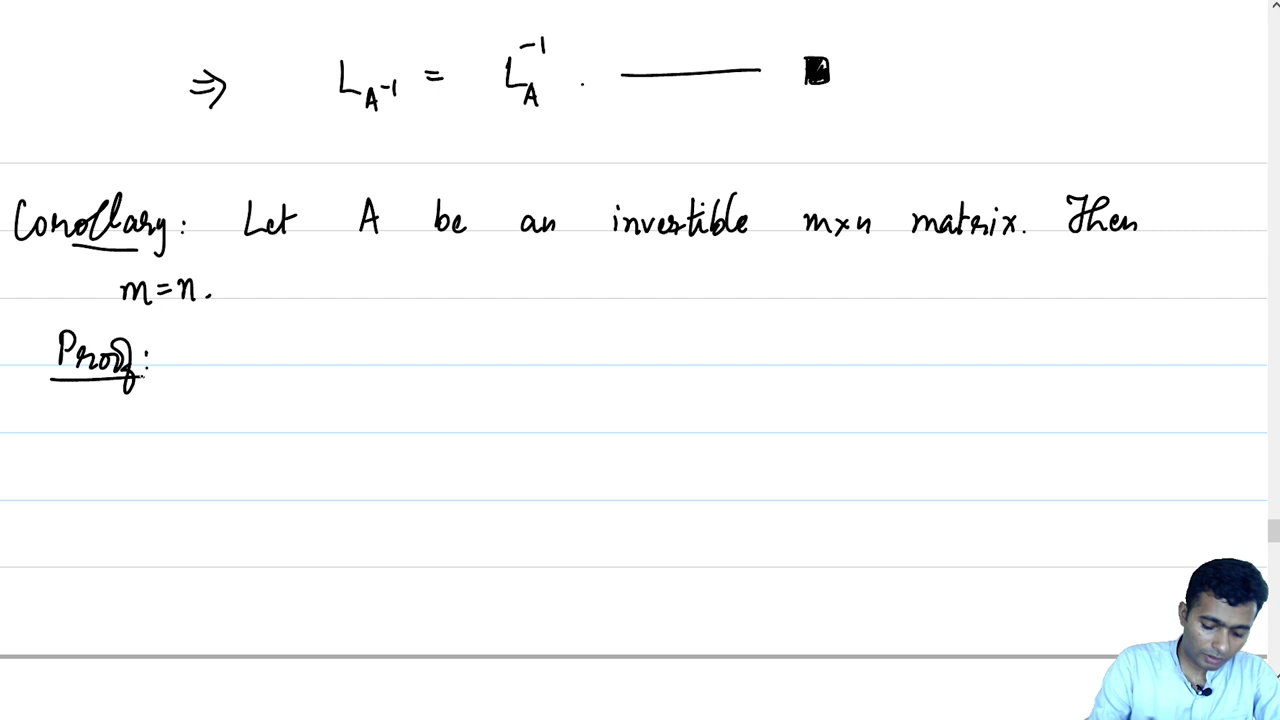 ⇒ L_{A^{-1}} = L_A^{-1}. ——— ■
Corollary: Let A be an invertible m×n matrix. Then
m=n.
Proof: